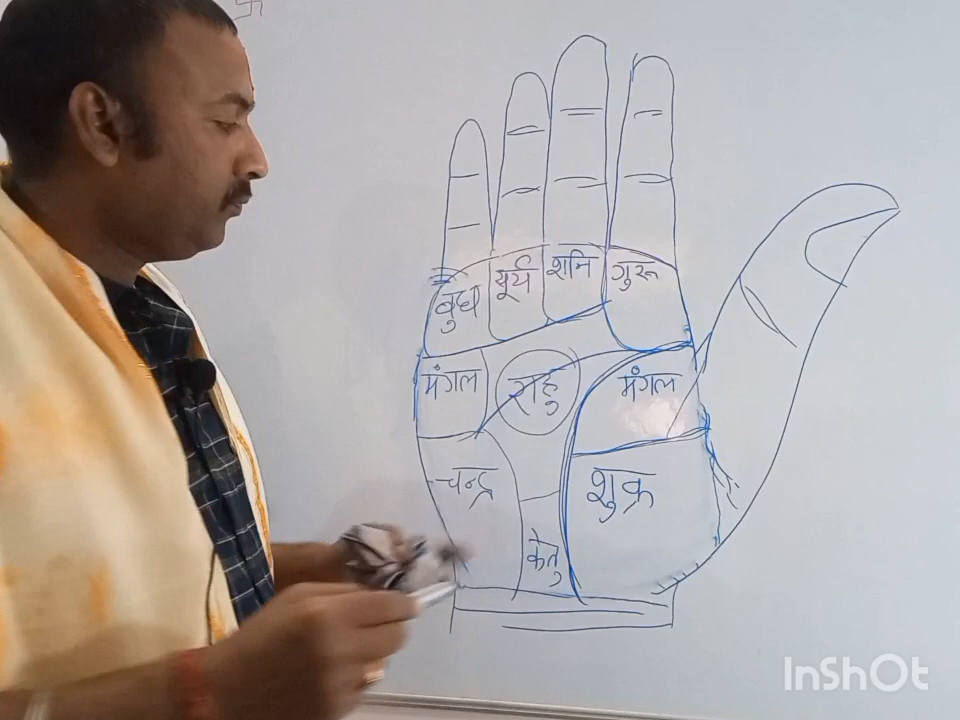 बुध सूर्य शनि गुरू
मंगल राहु मंगल
चन्द्र शुक्र
केतु
InShOt